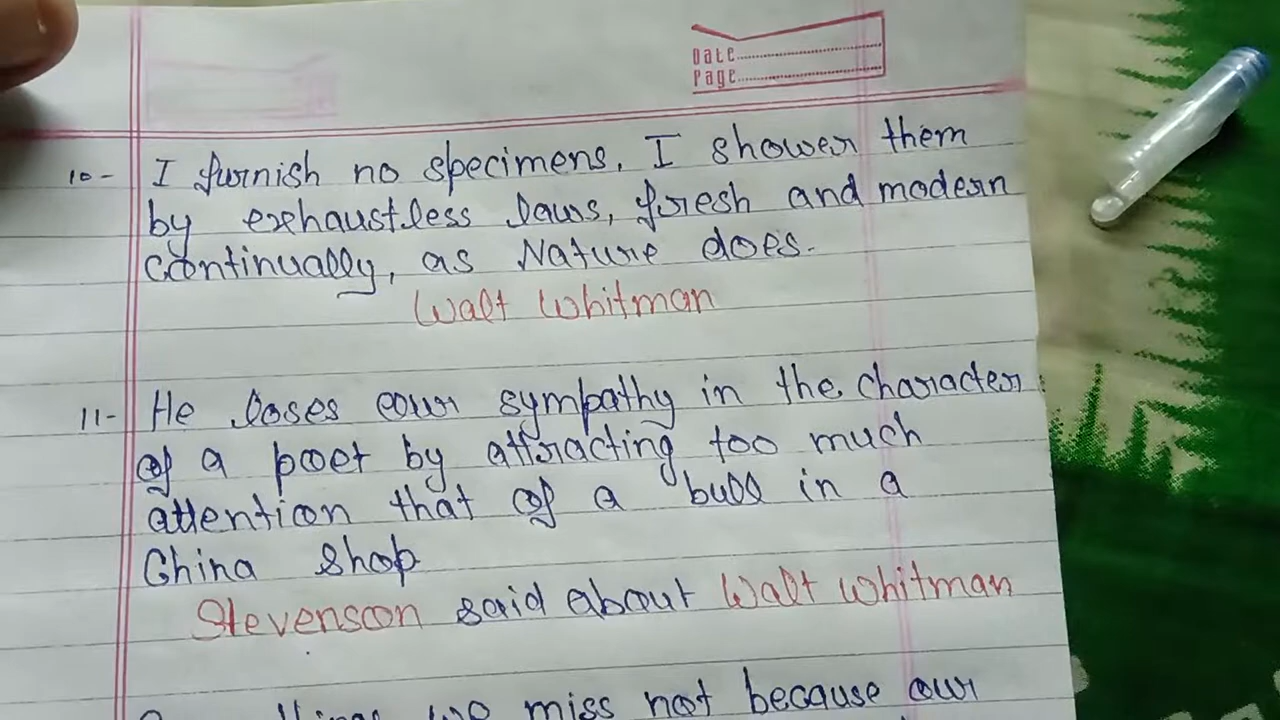 Date
Page
10- I furnish no specimens, I shower them
by exhaustless laws, fresh and modern
continually, as Nature does.
Walt Whitman
11- He loses our sympathy in the character
of a poet by attracting too much
attention that of a bull in a
China shop
Stevenson said about Walt Whitman
miss not because our